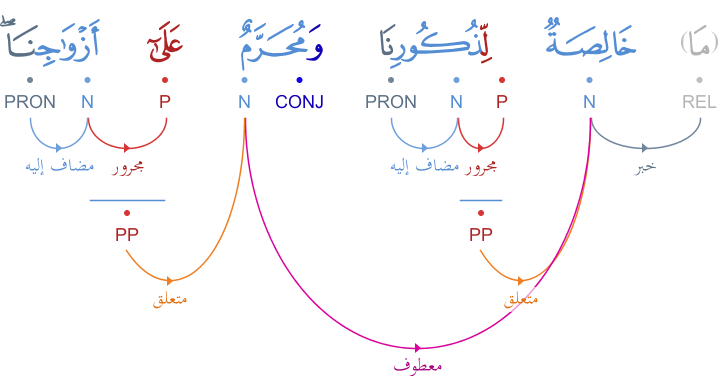 (مَا) خَالِصَةٌ لِّذُكُورِنَا وَمُحَرَّمٌ عَلَىٰٓ أَزْوَٰجِنَا ۖ
REL N P N PRON CONJ N P N PRON
خبر مجرور مضاف إليه مجرور مضاف إليه
PP PP
متعلق متعلق
معطوف